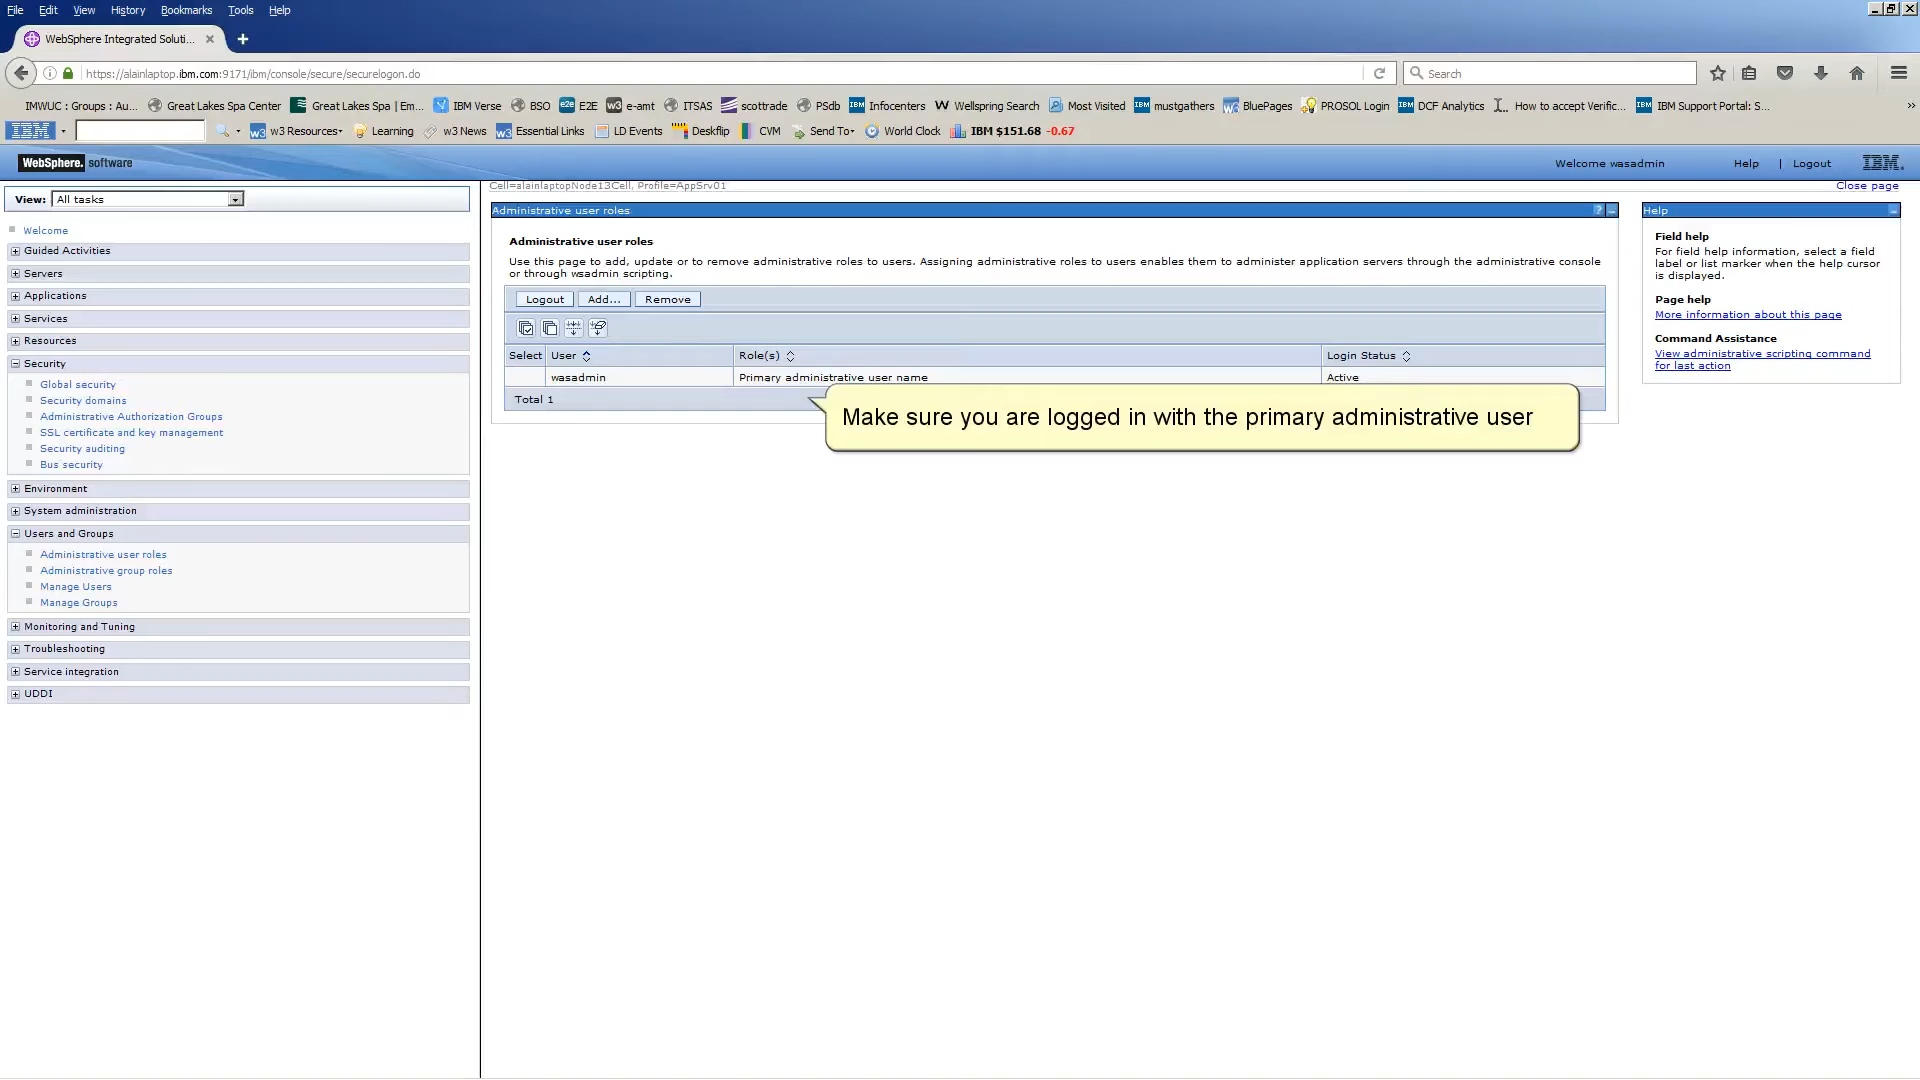 File Edit View History Bookmarks Tools Help
WebSphere Integrated Soluti...
https://alainlaptop.ibm.com:9171/ibm/console/secure/securelogon.do
Search
IMWUC : Groups : Au... Great Lakes Spa Center Great Lakes Spa | Em... IBM Verse BSO e2e E2E w3 e-amt ITSAS scottrade PSdb IBM Infocenters W Wellspring Search Most Visited IBM mustgathers w3 BluePages PROSOL Login IBM DCF Analytics How to accept Verific... IBM IBM Support Portal: S... »
IBM w3 w3 Resources Learning w3 News w3 Essential Links LD Events Deskflip CVM Send To World Clock IBM $151.68 -0.67
WebSphere. software
Welcome wasadmin Help | Logout IBM.
View: All tasks
Welcome
Guided Activities
Servers
Applications
Services
Resources
Security
Global security
Security domains
Administrative Authorization Groups
SSL certificate and key management
Security auditing
Bus security
Environment
System administration
Users and Groups
Administrative user roles
Administrative group roles
Manage Users
Manage Groups
Monitoring and Tuning
Troubleshooting
Service integration
UDDI
Cell=alainlaptopNode13Cell, Profile=AppSrv01
Close page
Administrative user roles ? _
Administrative user roles
Use this page to add, update or to remove administrative roles to users. Assigning administrative roles to users enables them to administer application servers through the administrative console
or through wsadmin scripting.
Logout Add... Remove
Select User Role(s) Login Status
wasadmin Primary administrative user name Active
Total 1
Make sure you are logged in with the primary administrative user
Help
Field help
For field help information, select a field
label or list marker when the help cursor
is displayed.
Page help
More information about this page
Command Assistance
View administrative scripting command
for last action